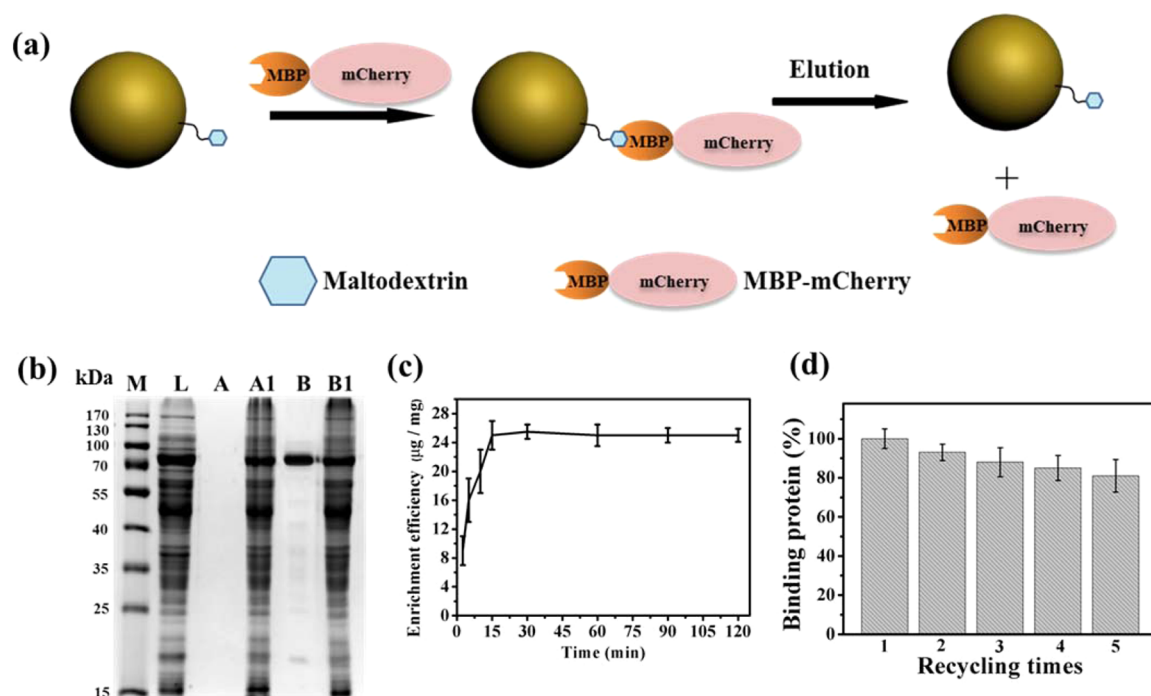 (a)
MBP mCherry
Elution
MBP mCherry
+
MBP mCherry
Maltodextrin
MBP mCherry
MBP-mCherry
(b)
kDa M L A A1 B B1
170
130
100
70
55
40
35
25
15
(c)
Enrichment efficiency (μg / mg)
28
24
20
16
12
8
4
0
0 15 30 45 60 75 90 105 120
Time (min)
(d)
Binding protein (%)
100
80
60
40
20
0
1 2 3 4 5
Recycling times